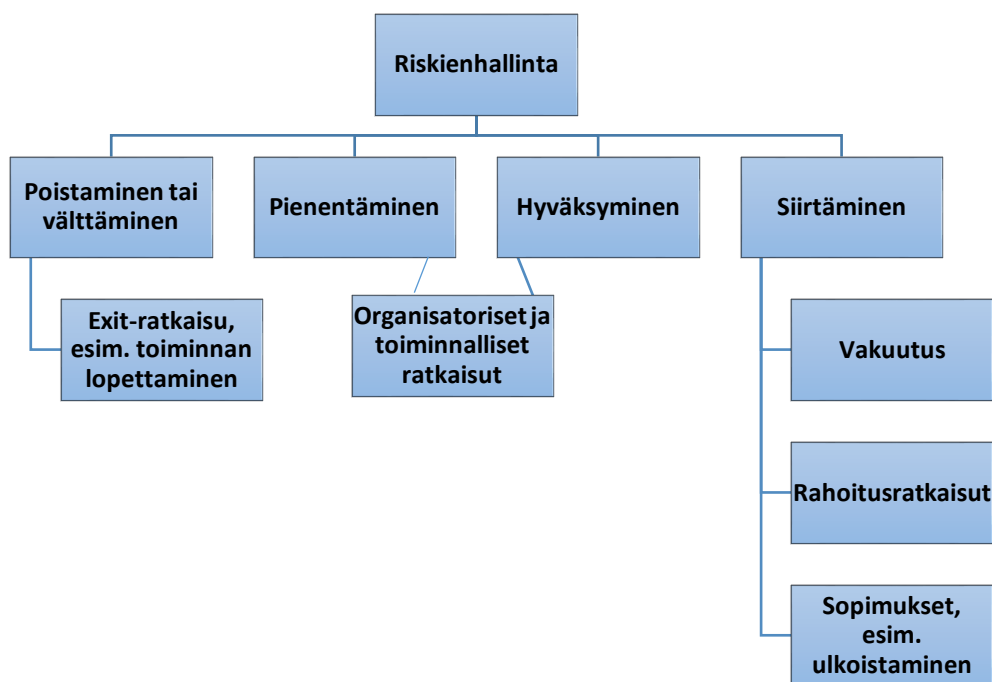 Riskienhallinta
Poistaminen tai
välttäminen
Pienentäminen
Hyväksyminen
Siirtäminen
Exit-ratkaisu,
esim. toiminnan
lopettaminen
Organisatoriset ja
toiminnalliset
ratkaisut
Vakuutus
Rahoitusratkaisut
Sopimukset,
esim.
ulkoistaminen